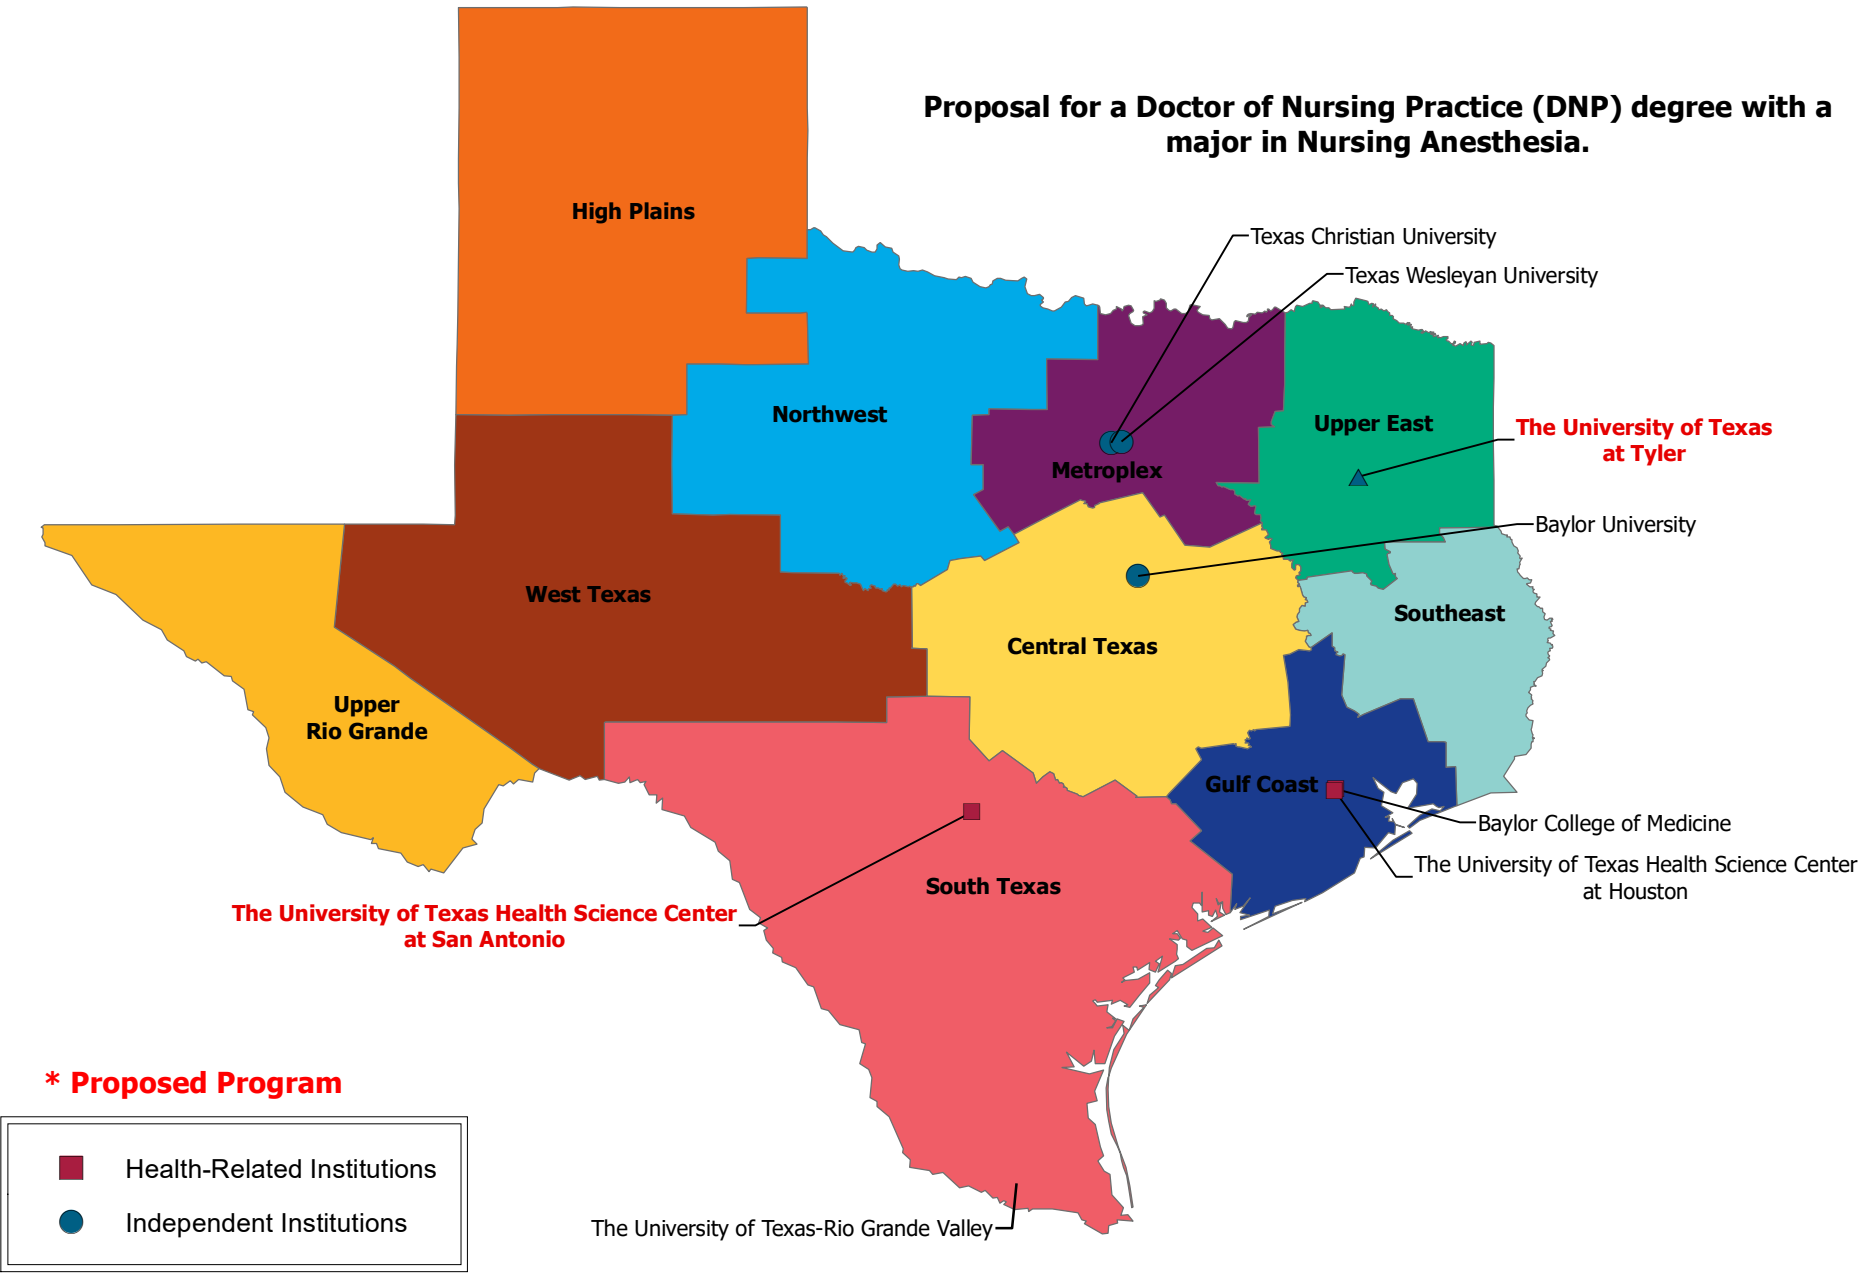 Proposal for a Doctor of Nursing Practice (DNP) degree with a
major in Nursing Anesthesia.
High Plains
Texas Christian University
Texas Wesleyan University
Northwest
Upper East
The University of Texas
at Tyler
Metroplex
Baylor University
West Texas
Southeast
Central Texas
Upper
Rio Grande
Gulf Coast
Baylor College of Medicine
The University of Texas Health Science Center
at Houston
South Texas
The University of Texas Health Science Center
at San Antonio
* Proposed Program
Health-Related Institutions
Independent Institutions
The University of Texas-Rio Grande Valley